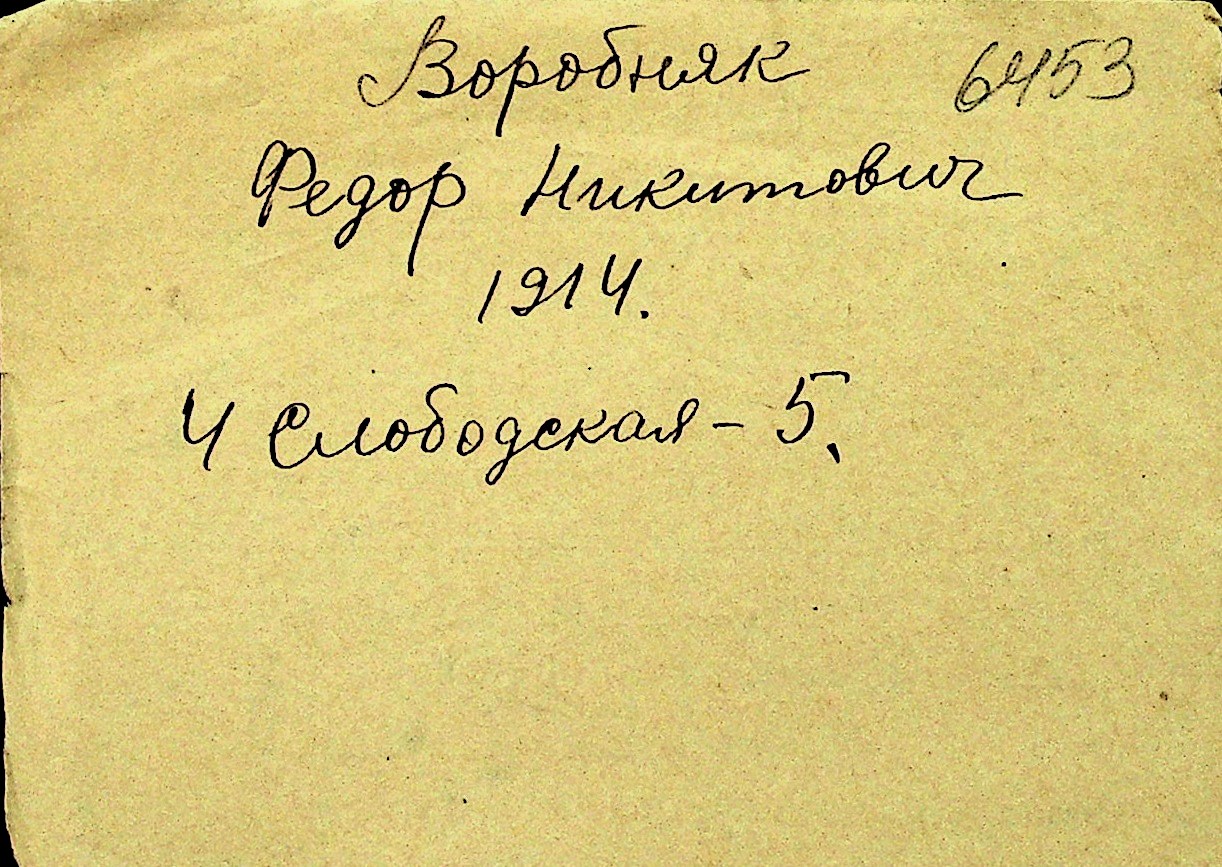 Воробняк 6453
Федор Никитович
1914.
4 Слободская - 5,